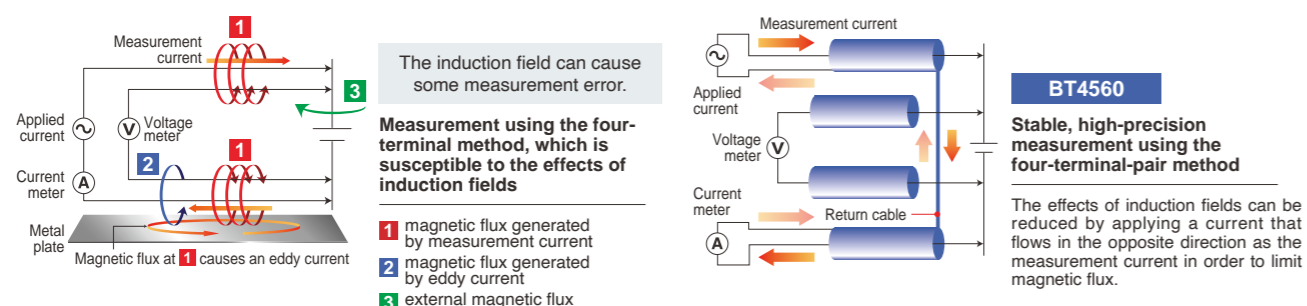 1
Measurement
current
3
Applied
current
V
Voltage
meter
2
1
Current
meter
A
Metal
plate
Magnetic flux at 1 causes an eddy current
The induction field can cause
some measurement error.
Measurement using the four-
terminal method, which is
susceptible to the effects of
induction fields
1 magnetic flux generated
by measurement current
2 magnetic flux generated
by eddy current
3 external magnetic flux
Measurement current
Applied
current
Voltage
meter
V
Current
meter
Return cable
A
BT4560
Stable, high-precision
measurement using the
four-terminal-pair method
The effects of induction fields can be
reduced by applying a current that
flows in the opposite direction as the
measurement current in order to limit
magnetic flux.